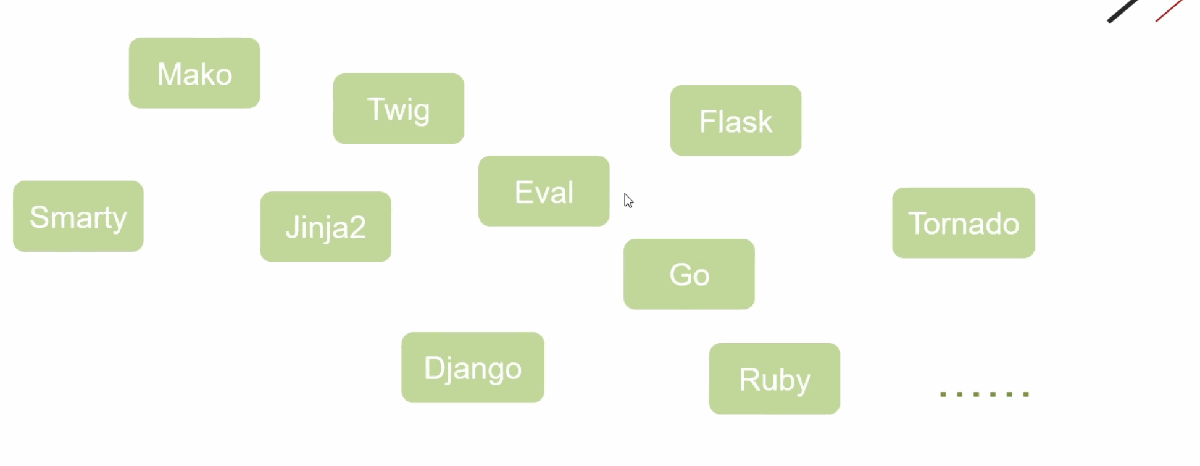 Mako
Twig
Flask
Eval
Smarty
Jinja2
Tornado
Go
Django
Ruby
......